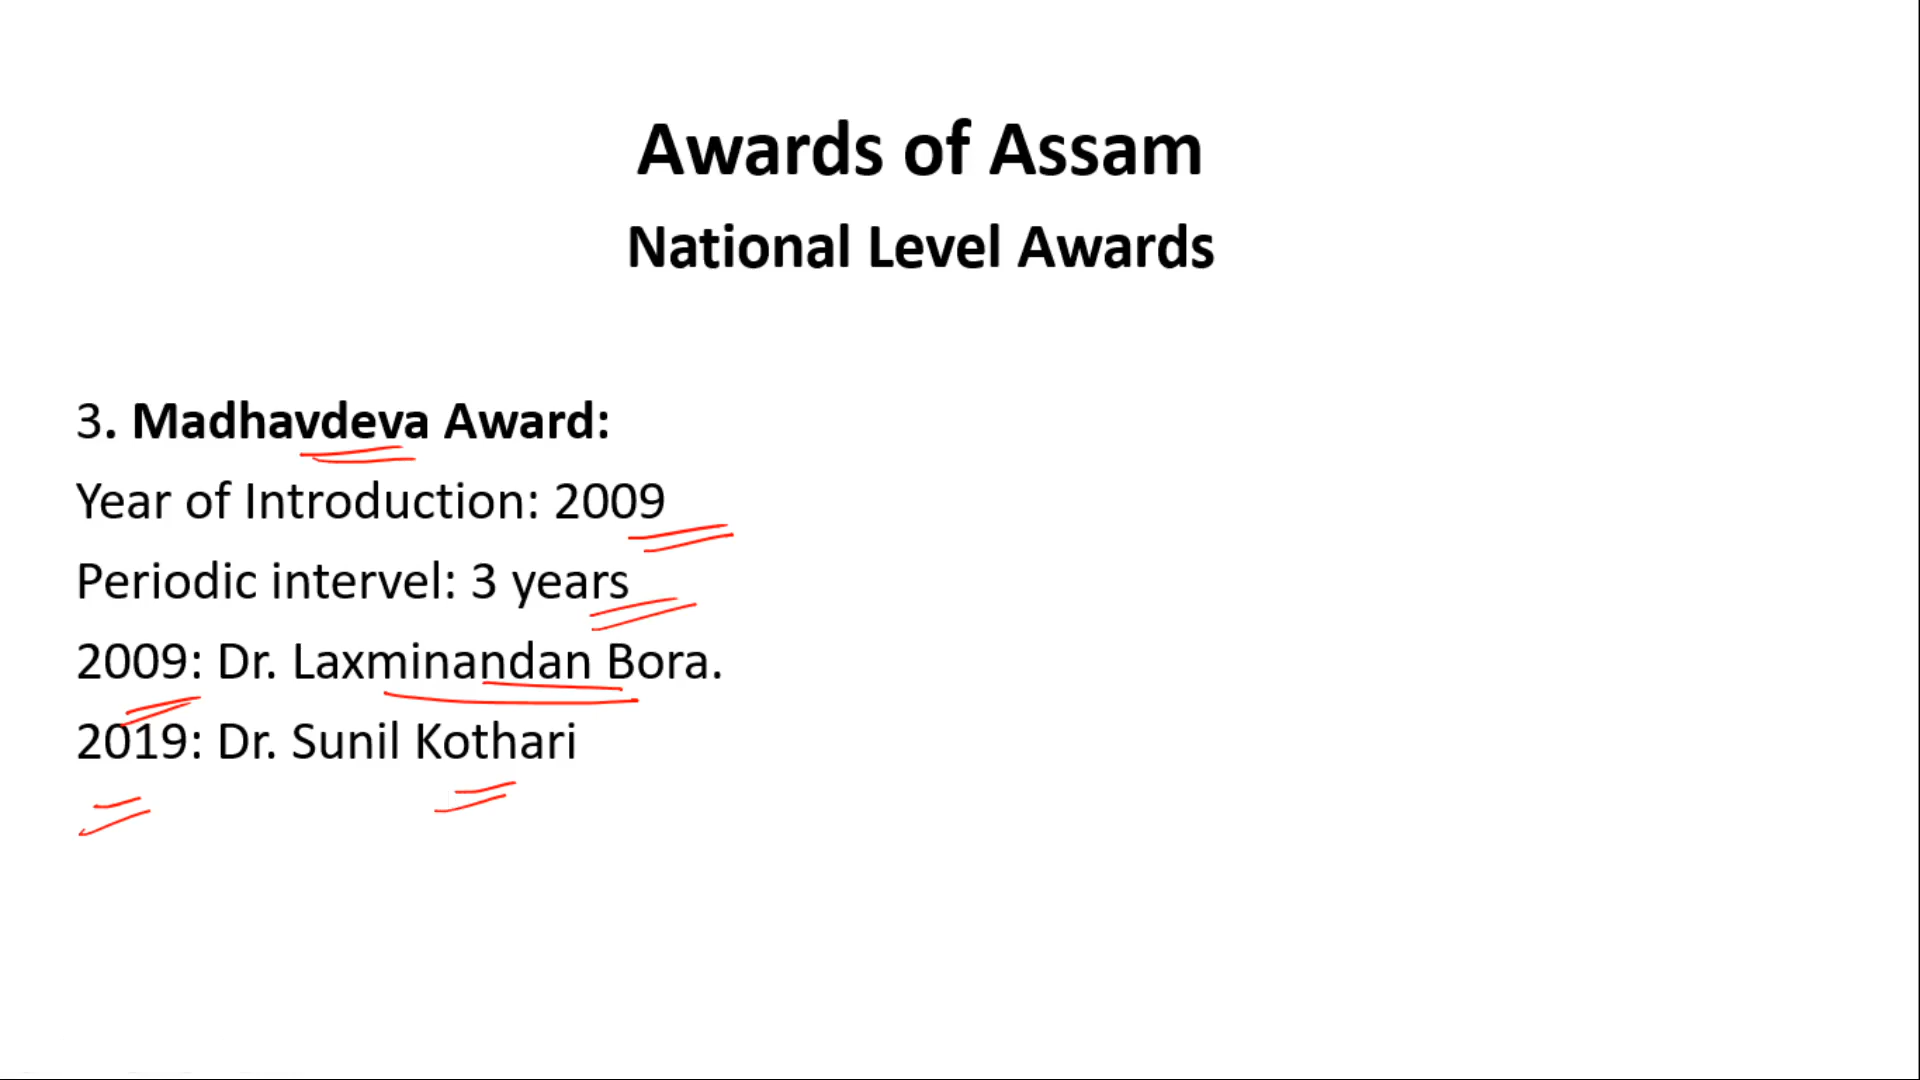 Awards of Assam
National Level Awards
3. Madhavdeva Award:
Year of Introduction: 2009
Periodic intervel: 3 years
2009: Dr. Laxminandan Bora.
2019: Dr. Sunil Kothari